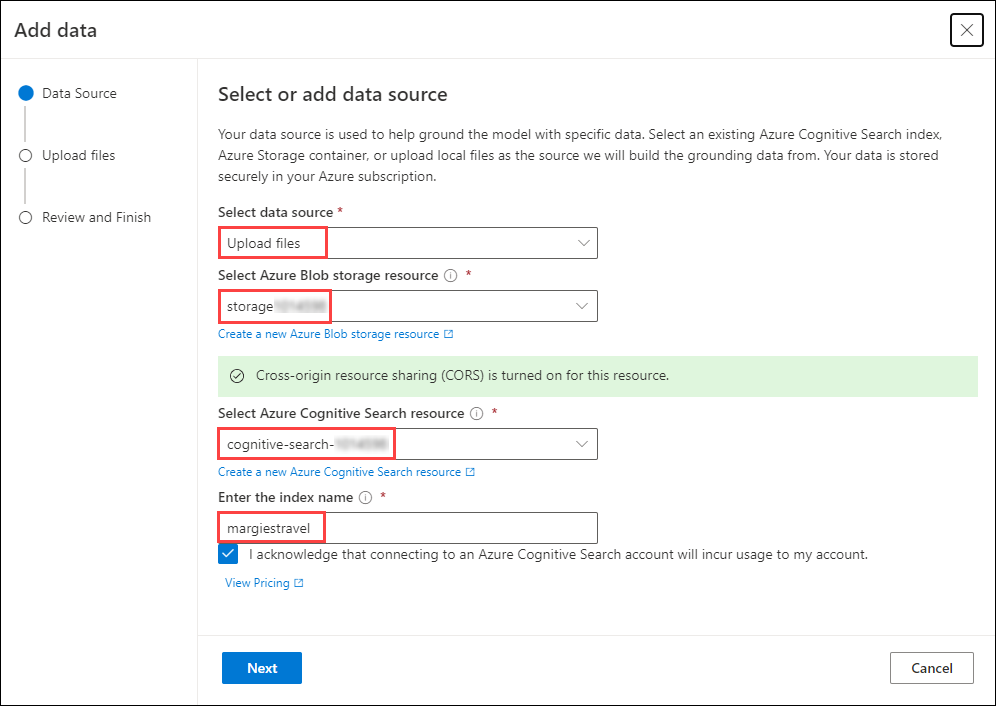 Add data
Data Source
Upload files
Review and Finish
Select or add data source
Your data source is used to help ground the model with specific data. Select an existing Azure Cognitive Search index,
Azure Storage container, or upload local files as the source we will build the grounding data from. Your data is stored
securely in your Azure subscription.
Select data source *
Upload files
Select Azure Blob storage resource *
storage
Create a new Azure Blob storage resource
Cross-origin resource sharing (CORS) is turned on for this resource.
Select Azure Cognitive Search resource *
cognitive-search-
Create a new Azure Cognitive Search resource
Enter the index name *
margiestravel
I acknowledge that connecting to an Azure Cognitive Search account will incur usage to my account.
View Pricing
Next
Cancel